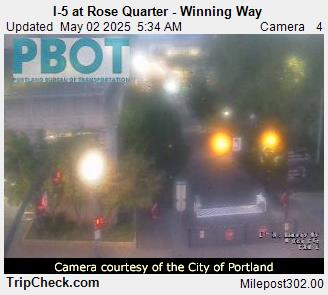 I-5 at Rose Quarter - Winning Way
Updated May 02 2025 5:34 AM Camera 4
PBOT
PORTLAND BUREAU OF TRANSPORTATION
Camera courtesy of the City of Portland
TripCheck.com Milepost302.00